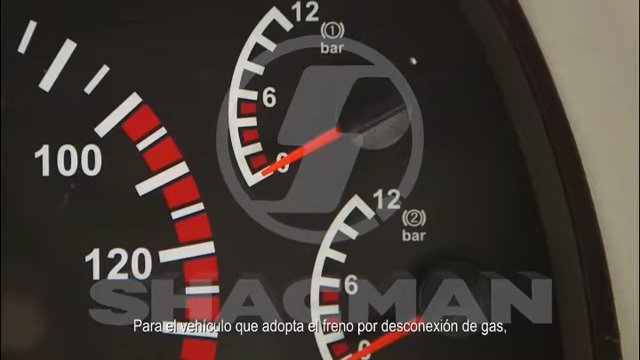 12
(1)
bar
6
0
100
12
(2)
bar
120
6
0
SHACMAN
Para el vehículo que adopta el freno por desconexión de gas,